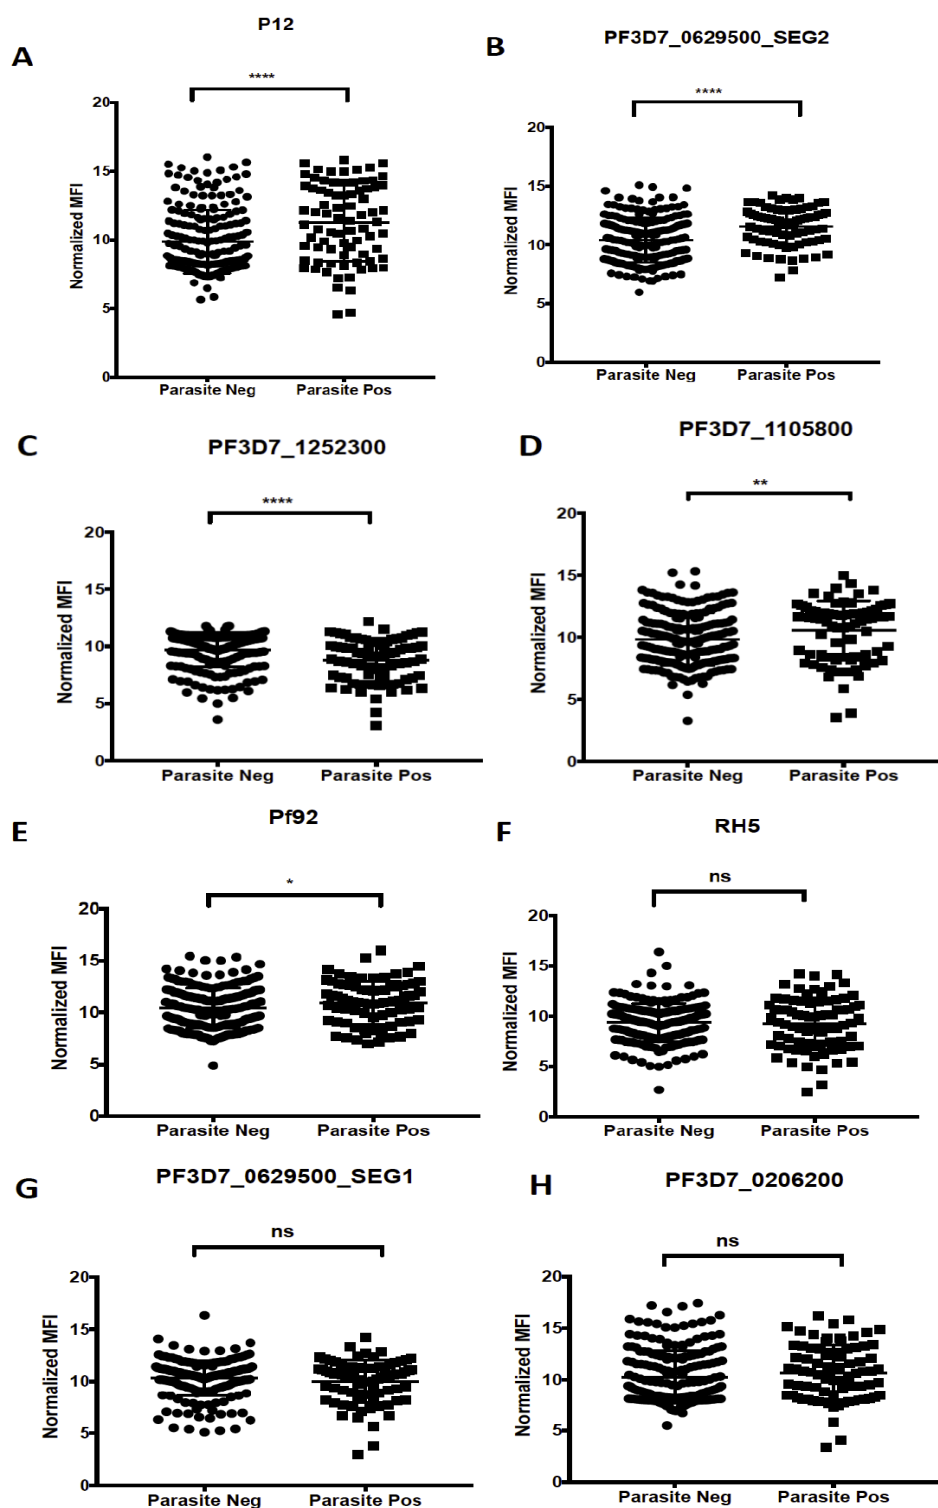 A
P12
****
20
15
10
5
0
Normalized MFI
Parasite Neg
Parasite Pos
B
PF3D7_0629500_SEG2
****
20
15
10
5
0
Normalized MFI
Parasite Neg
Parasite Pos
C
PF3D7_1252300
****
20
15
10
5
0
Normalized MFI
Parasite Neg
Parasite Pos
D
PF3D7_1105800
**
20
15
10
5
0
Normalized MFI
Parasite Neg
Parasite Pos
E
Pf92
*
20
15
10
5
0
Normalized MFI
Parasite Neg
Parasite Pos
F
RH5
ns
20
15
10
5
0
Normalized MFI
Parasite Neg
Parasite Pos
G
PF3D7_0629500_SEG1
ns
20
15
10
5
0
Normalized MFI
Parasite Neg
Parasite Pos
H
PF3D7_0206200
ns
20
15
10
5
0
Normalized MFI
Parasite Neg
Parasite Pos